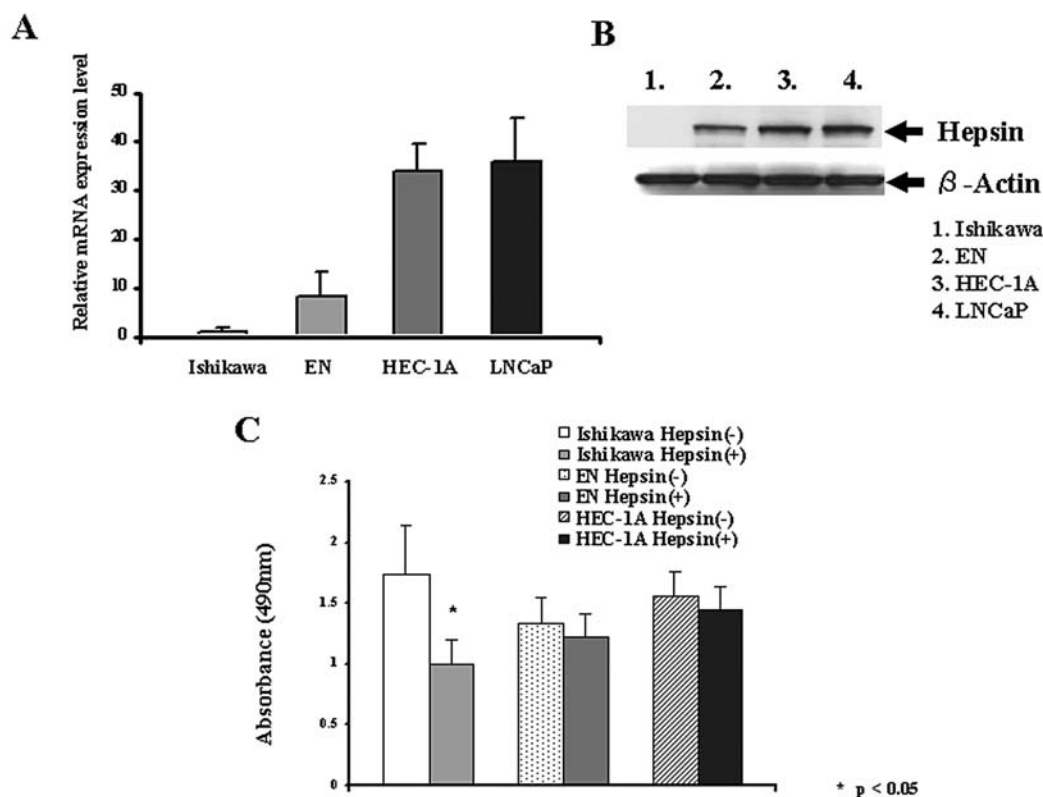 A
Relative mRNA expression level
50
40
30
20
10
0
Ishikawa EN HEC-1A LNCaP
B
1. 2. 3. 4.
Hepsin
β-Actin
1. Ishikawa
2. EN
3. HEC-1A
4. LNCaP
C
Ishikawa Hepsin(-)
Ishikawa Hepsin(+)
EN Hepsin(-)
EN Hepsin(+)
HEC-1A Hepsin(-)
HEC-1A Hepsin(+)
Absorbance (490nm)
2.5
2
1.5
1
0.5
0
*
* p < 0.05